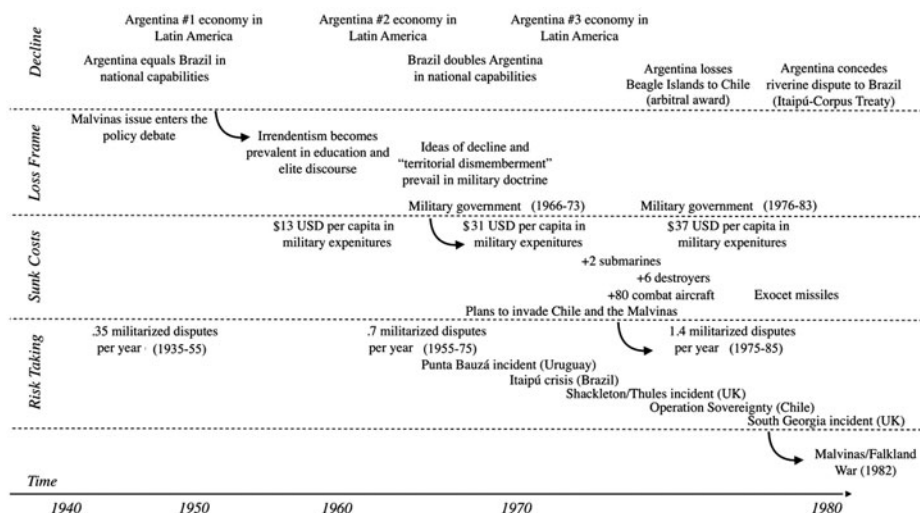 Decline
Argentina #1 economy in
Latin America
Argentina #2 economy in
Latin America
Argentina #3 economy in
Latin America
Argentina equals Brazil in
national capabilities
Brazil doubles Argentina
in national capabilities
Argentina losses
Beagle Islands to Chile
(arbitral award)
Argentina concedes
riverine dispute to Brazil
(Itaipú-Corpus Treaty)
Loss Frame
Malvinas issue enters the
policy debate
Irrendentism becomes
prevalent in education and
elite discourse
Ideas of decline and
“territorial dismemberment”
prevail in military doctrine
Military government (1966-73)
Military government (1976-83)
Sunk Costs
$13 USD per capita in
military expenitures
$31 USD per capita in
military expenitures
$37 USD per capita in
military expenitures
+2 submarines
+6 destroyers
+80 combat aircraft
Exocet missiles
Plans to invade Chile and the Malvinas
Risk Taking
.35 militarized disputes
per year (1935-55)
.7 militarized disputes
per year (1955-75)
1.4 militarized disputes
per year (1975-85)
Punta Bauzá incident (Uruguay)
Itaipú crisis (Brazil)
Shackleton/Thules incident (UK)
Operation Sovereignty (Chile)
South Georgia incident (UK)
Malvinas/Falkland
War (1982)
Time
1940
1950
1960
1970
1980